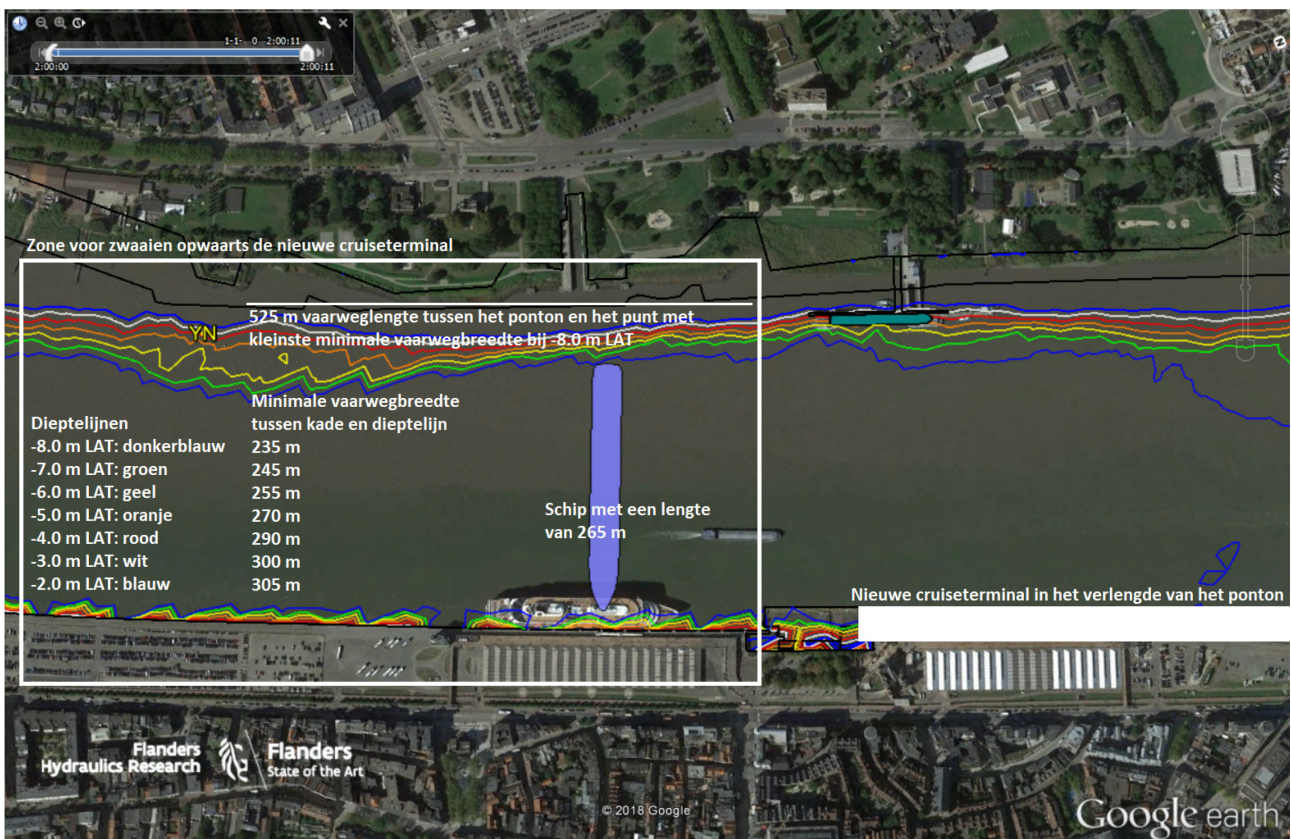 1-1- 0 2:00:11
2:00:00
2:00:11
N
Zone voor zwaaien opwaarts de nieuwe cruiseterminal
525 m vaarweglengte tussen het ponton en het punt met
kleinste minimale vaarwegbreedte bij -8.0 m LAT
YN
Minimale vaarwegbreedte
Dieptelijnen tussen kade en dieptelijn
-8.0 m LAT: donkerblauw 235 m
-7.0 m LAT: groen 245 m
-6.0 m LAT: geel 255 m
-5.0 m LAT: oranje 270 m
-4.0 m LAT: rood 290 m
-3.0 m LAT: wit 300 m
-2.0 m LAT: blauw 305 m
Schip met een lengte
van 265 m
Nieuwe cruiseterminal in het verlengde van het ponton
Flanders
Hydraulics Research
Flanders
State of the Art
© 2018 Google
Google earth